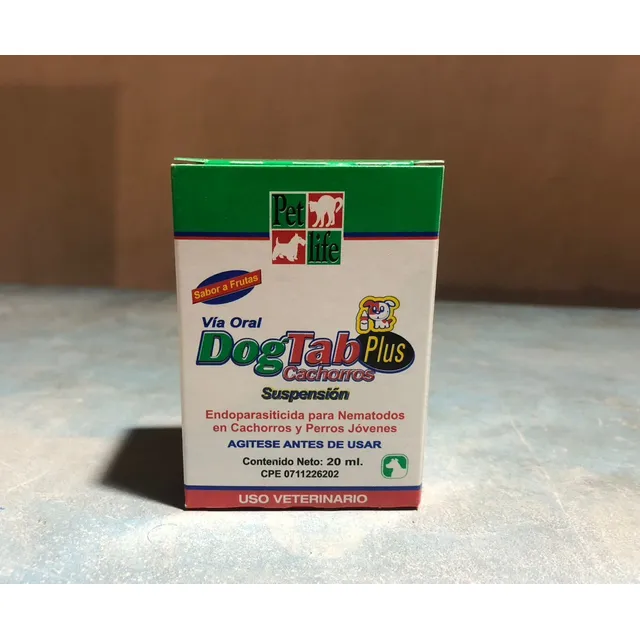 Pet
life
Sabor a Frutas
Vía Oral
DogTab Plus
Cachorros
Suspensión
Endoparasiticida para Nematodos
en Cachorros y Perros Jóvenes
AGITESE ANTES DE USAR
Contenido Neto: 20 ml.
CPE 0711226202
USO VETERINARIO